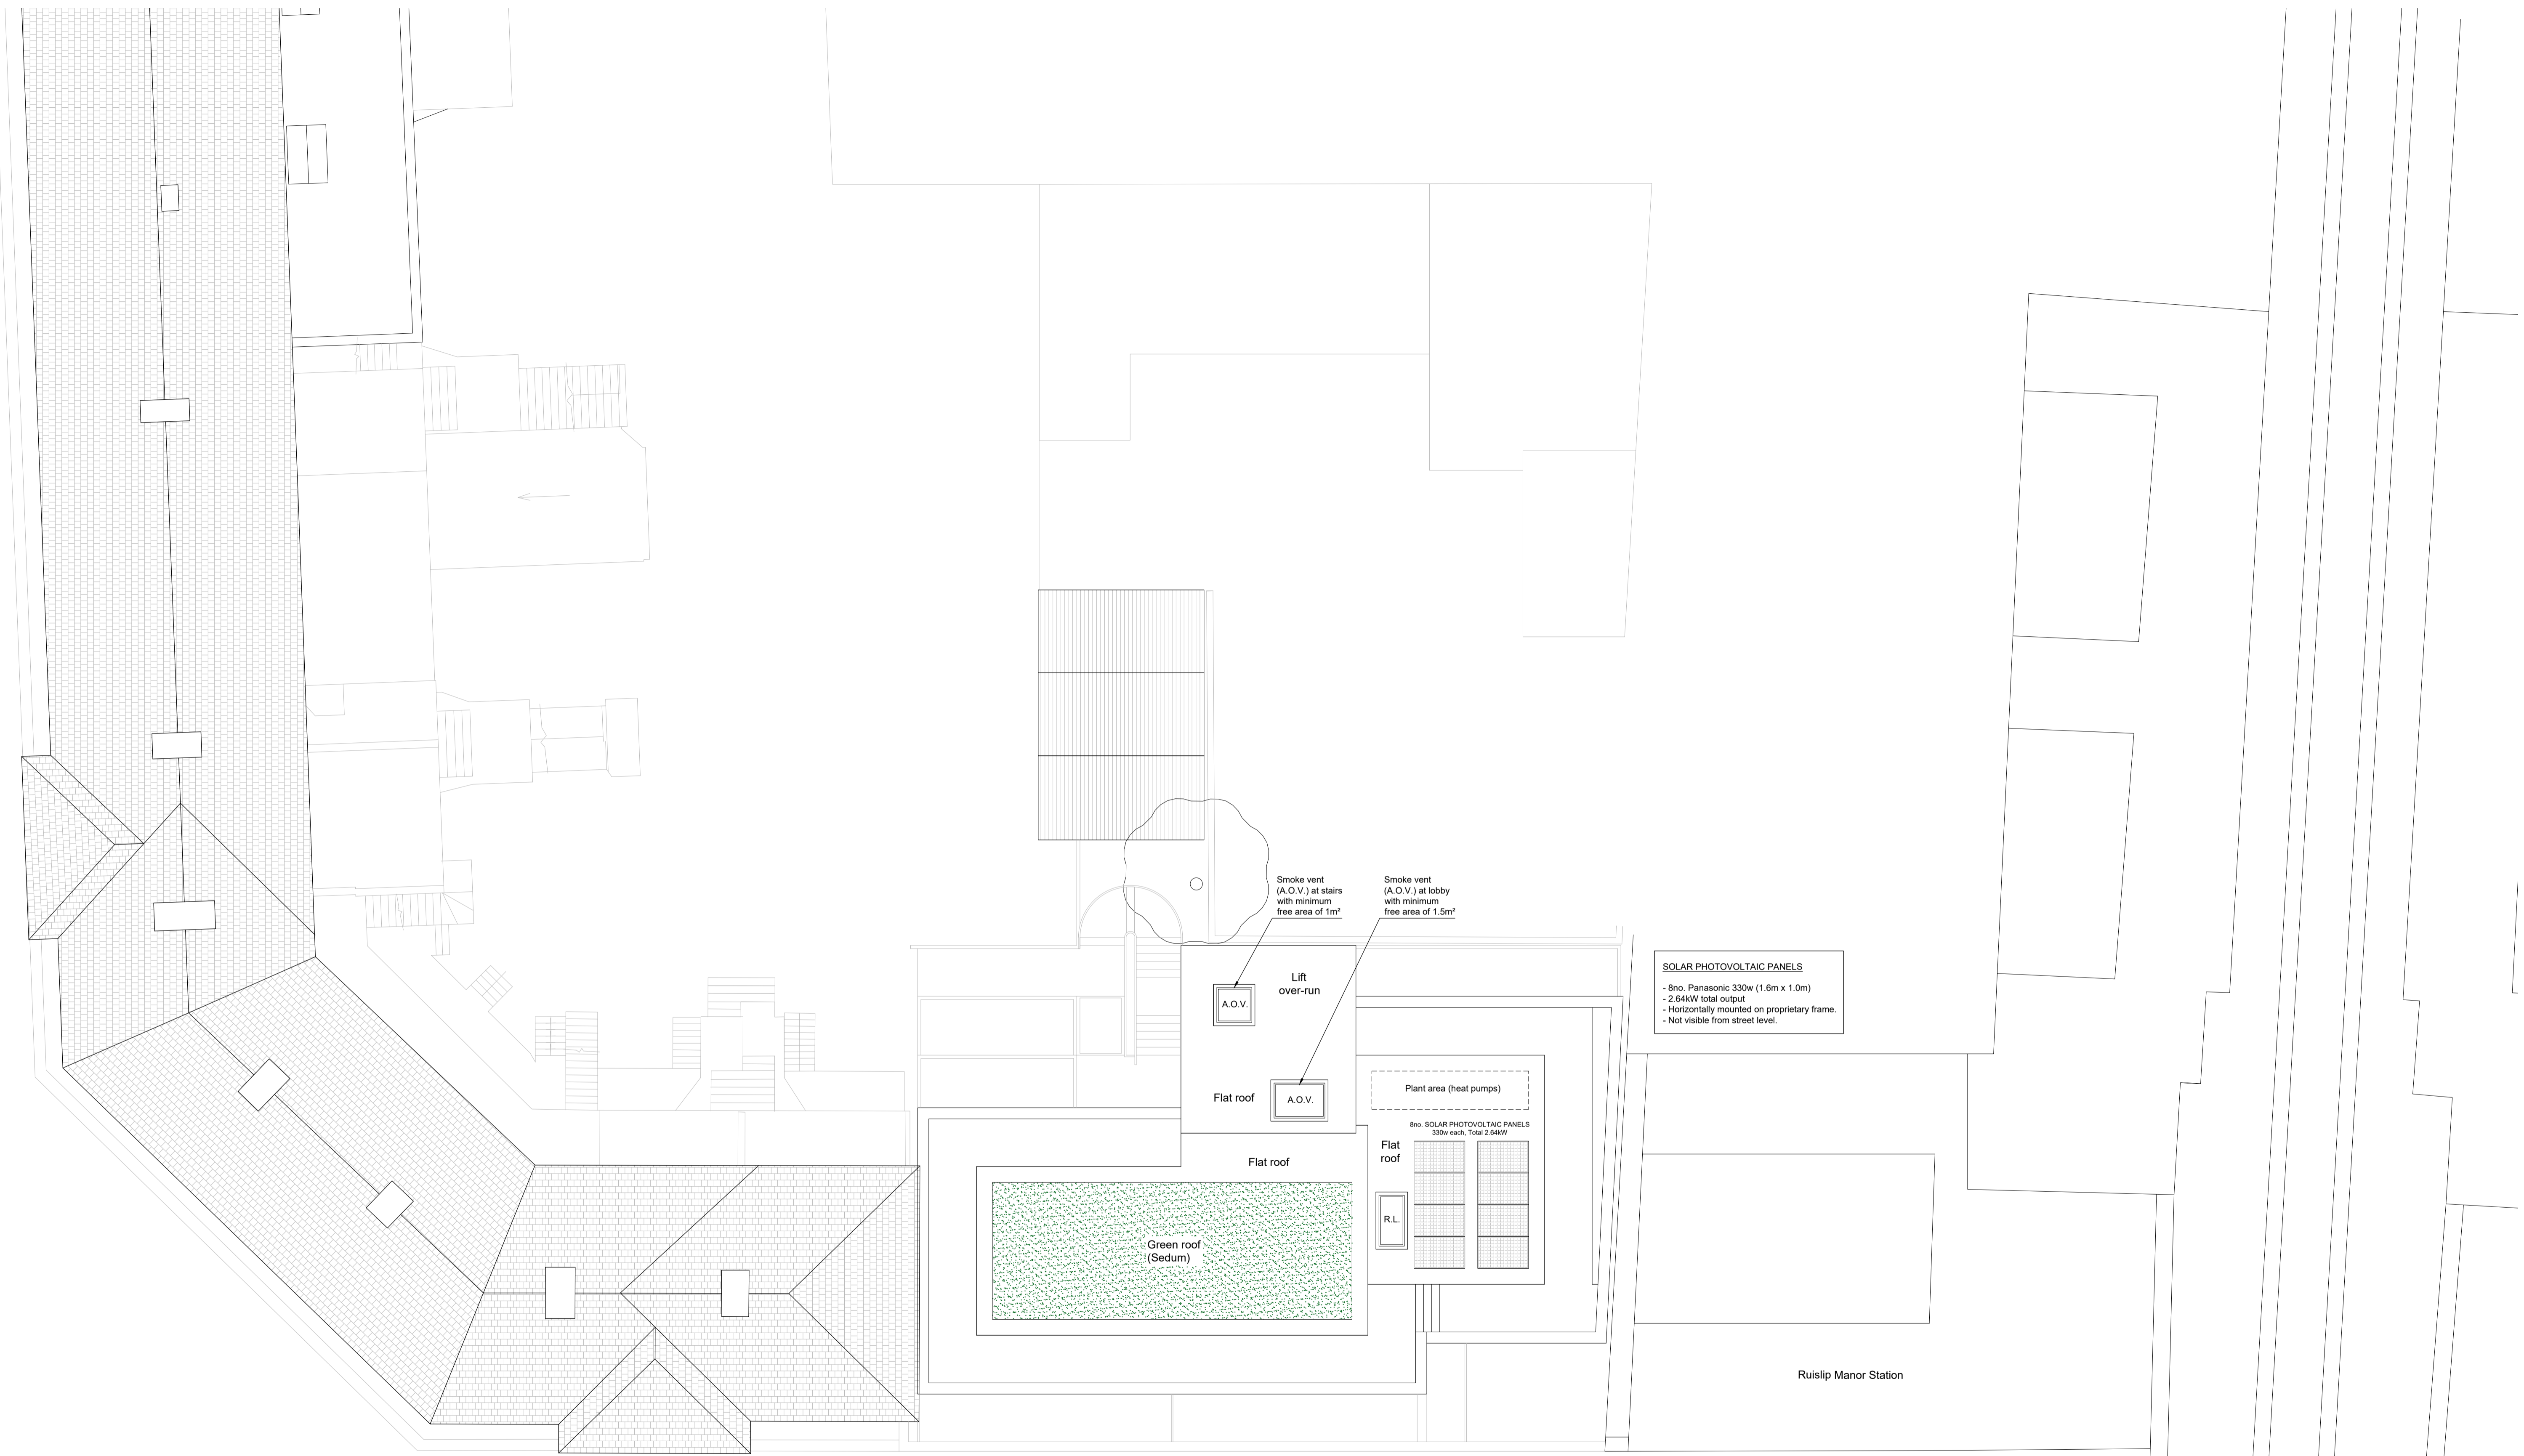 Smoke vent
(A.O.V.) at stairs
with minimum
free area of 1m²
Smoke vent
(A.O.V.) at lobby
with minimum
free area of 1.5m²
SOLAR PHOTOVOLTAIC PANELS
- 8no. Panasonic 330w (1.6m x 1.0m)
- 2.64kW total output
- Horizontally mounted on proprietary frame.
- Not visible from street level.
Lift
over-run
A.O.V.
Flat roof
A.O.V.
Plant area (heat pumps)
8no. SOLAR PHOTOVOLTAIC PANELS
330w each, Total 2.64kW
Flat
roof
Flat roof
R.L.
Green roof
(Sedum)
Ruislip Manor Station